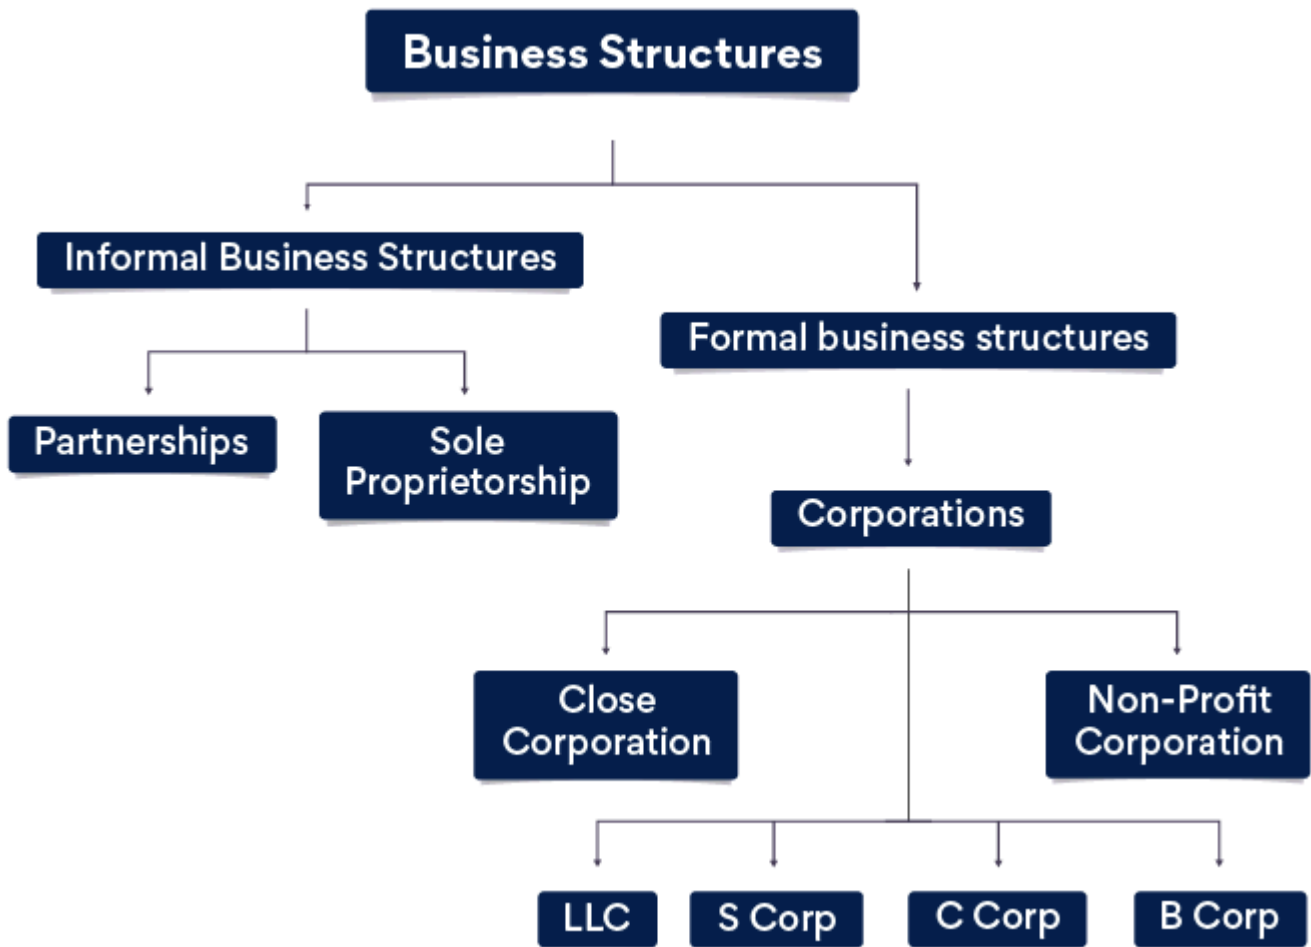 Business Structures
Informal Business Structures
Formal business structures
Partnerships
Sole
Proprietorship
Corporations
Close
Corporation
Non-Profit
Corporation
LLC
S Corp
C Corp
B Corp